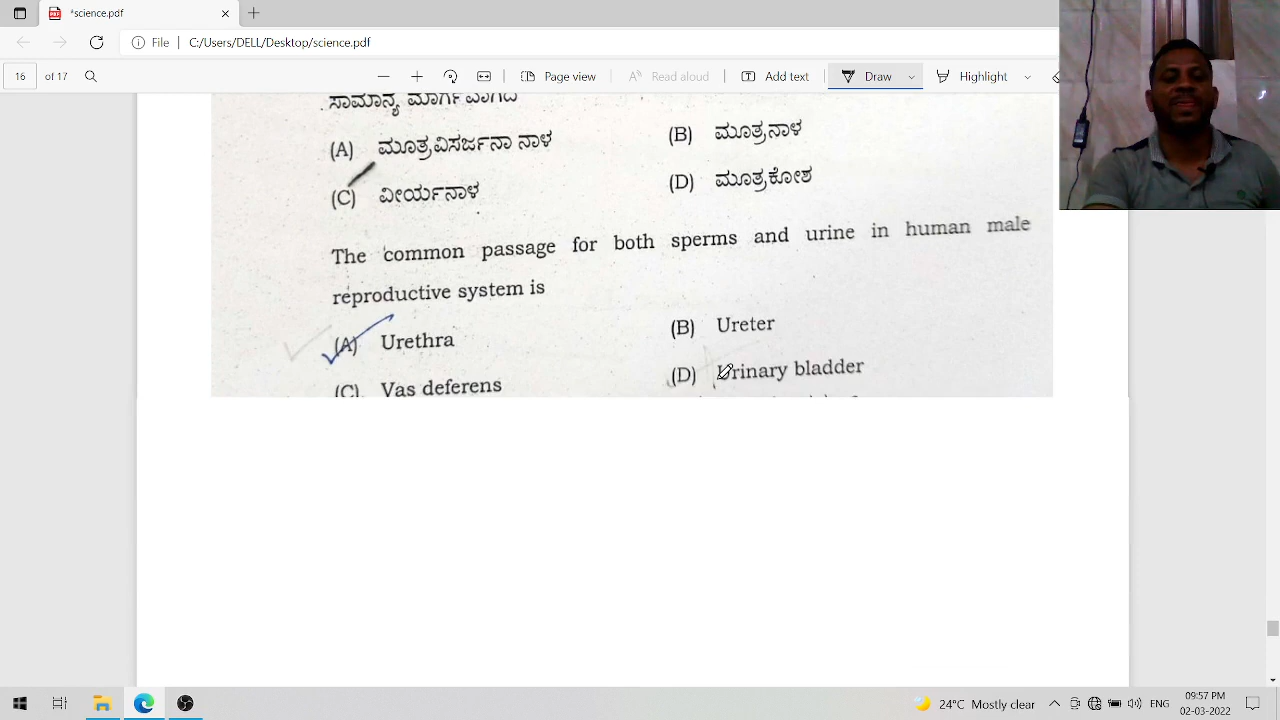 *science.pdf
File | C:/Users/DELL/Desktop/science.pdf
16 of 17
Page view | Read aloud | Add text | Draw | Highlight
ಸಾಮಾನ್ಯ ಮಾರ್ಗವಾಗಿದೆ
(A) ಮೂತ್ರವಿಸರ್ಜನಾ ನಾಳ (B) ಮೂತ್ರನಾಳ
(C) ವೀರ್ಯನಾಳ (D) ಮೂತ್ರಕೋಶ
The common passage for both sperms and urine in human male
reproductive system is
(A) Urethra (B) Ureter
(C) Vas deferens (D) Urinary bladder
24°C Mostly clear ENG 09:57 PM
02-03-2022